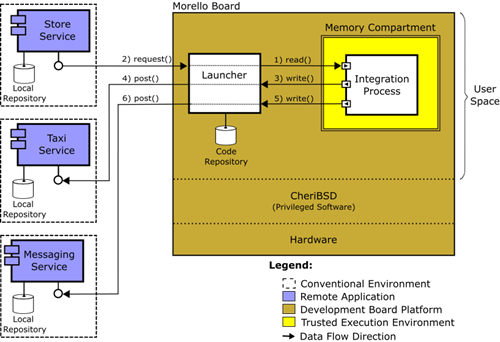 Morello Board
Store
Service
Local
Repository
2) request()
4) post()
6) post()
Launcher
Code
Repository
1) read()
3) write()
5) write()
Memory Compartment
Integration
Process
User
Space
Taxi
Service
Local
Repository
CheriBSD
(Privileged Software)
Hardware
Messaging
Service
Local
Repository
Legend:
Conventional Environment
Remote Application
Development Board Platform
Trusted Execution Environment
Data Flow Direction